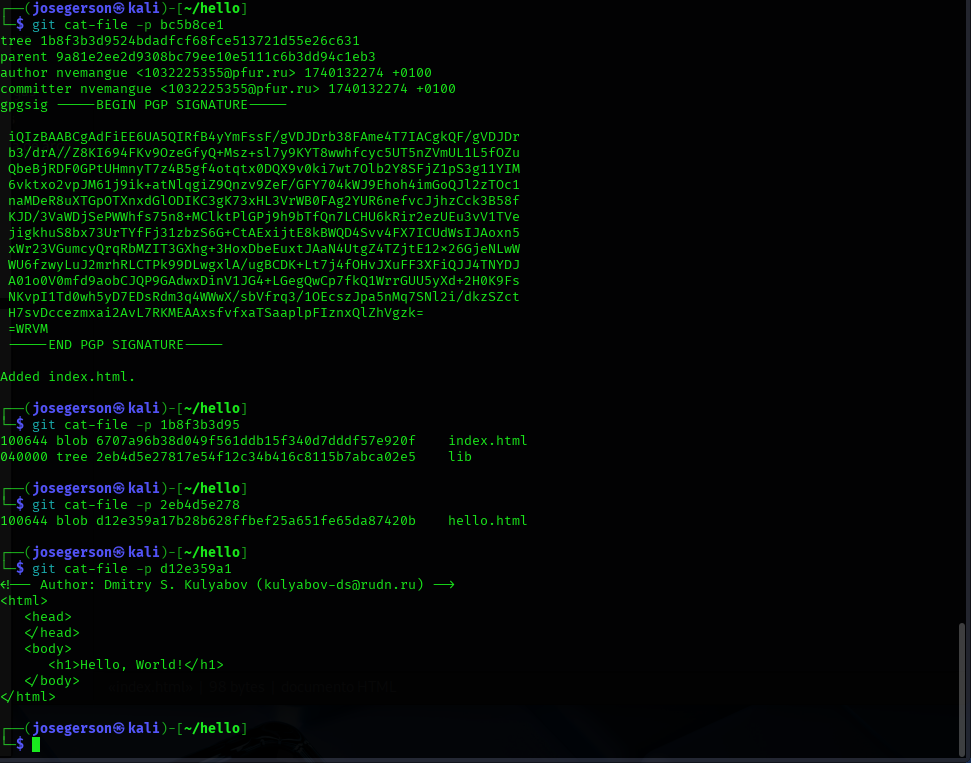 ┌──(josegerson㉿kali)-[~/hello]
└─$ git cat-file -p bc5b8ce1
tree 1b8f3b3d9524bdadfcf68fce513721d55e26c631
parent 9a81e2ee2d9308bc79ee10e5111c6b3dd94c1eb3
author nvemangue <1032225355@pfur.ru> 1740132274 +0100
committer nvemangue <1032225355@pfur.ru> 1740132274 +0100
gpgsig -----BEGIN PGP SIGNATURE-----
iQIzBAABCgAdFiEE6UA5QIRfB4yYmFssF/gVDJDrb38FAme4T7IACgkQF/gVDJDr
b3/drA//Z8KI694FKv9OzeGfyQ+Msz+sl7y9KYT8wwhfcyc5UT5nZVmUL1L5fOZu
QbeBjRDF0GPtUHmnyT7z4B5gf4otqtx0DQX9v0ki7wt7Olb2Y8SFjZ1pS3g11YIM
6vktxo2vpJM61j9ik+atNlqgiZ9Qnzv9ZeF/GFY704kWJ9Ehoh4imGoQJl2zTOc1
naMDeR8uXTGpOTXnxdGlODIKC3gK73xHL3VrWB0FAg2YUR6nefvcJjhzCck3B58f
KJD/3VaWDjSePWWhfs75n8+MClktPlGPj9h9bTfQn7LCHU6kRir2ezUEu3vV1TVe
jigkhuS8bx73UrTYfFj31zbzS6G+CtAExijtE8kBWQD4Svv4FX7ICUdWsIJAoxn5
xWr23VGumcyQrqRbMZIT3GXhg+3HoxDbeEuxtJAaN4UtgZ4TZjtE12x26GjeNLwW
WU6fzwyLuJ2mrhRLCTPk99DLwgxlA/ugBCDK+Lt7j4fOHvJXuFF3XFiQJJ4TNYDJ
A01o0V0mfd9aobCJQP9GAdwxDinV1JG4+LGegQwCp7fkQ1WrrGUU5yXd+2H0K9Fs
NKvpI1Td0wh5yD7EDsRdm3q4WWwX/sbVfrq3/1OEcszJpa5nMq7SNl2i/dkzSZct
H7svDccezmxai2AvL7RKMEAAxsfvfxaTSaaplpFIznxQlZhVgzk=
=WRVM
-----END PGP SIGNATURE-----
Added index.html.
┌──(josegerson㉿kali)-[~/hello]
└─$ git cat-file -p 1b8f3b3d95
100644 blob 6707a96b38d049f561ddb15f340d7dddf57e920f    index.html
040000 tree 2eb4d5e27817e54f12c34b416c8115b7abca02e5    lib
┌──(josegerson㉿kali)-[~/hello]
└─$ git cat-file -p 2eb4d5e278
100644 blob d12e359a17b28b628ffbef25a651fe65da87420b    hello.html
┌──(josegerson㉿kali)-[~/hello]
└─$ git cat-file -p d12e359a1
<!-- Author: Dmitry S. Kulyabov (kulyabov-ds@rudn.ru) -->
<html>
<head>
</head>
<body>
<h1>Hello, World!</h1>
</body>
</html>
┌──(josegerson㉿kali)-[~/hello]
└─$